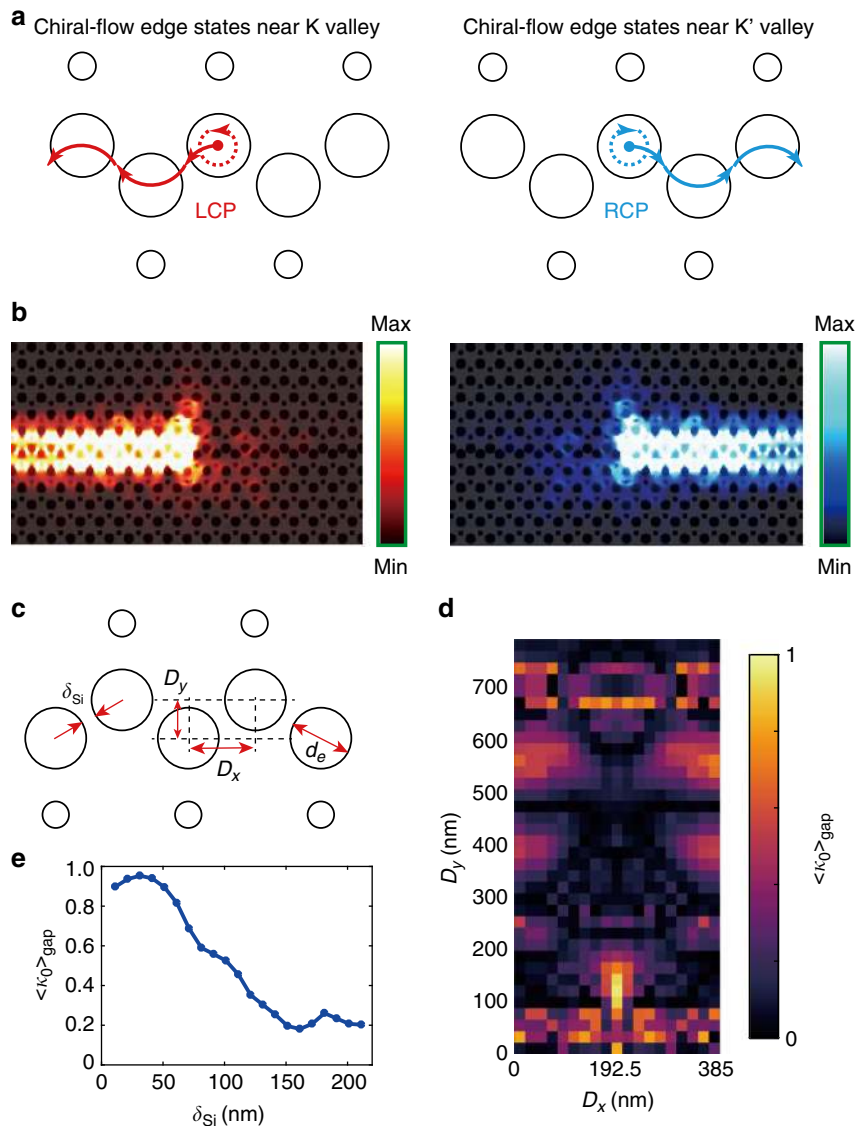 a
Chiral-flow edge states near K valley
Chiral-flow edge states near K′ valley
LCP
RCP
b
Max
Min
Max
Min
c
δSi
Dy
Dx
de
d
Dy (nm)
700
600
500
400
300
200
100
0
0
192.5
385
Dx (nm)
1
0
<κ0>gap
e
<κ0>gap
1.0
0.8
0.6
0.4
0.2
0
0
50
100
150
200
δSi (nm)